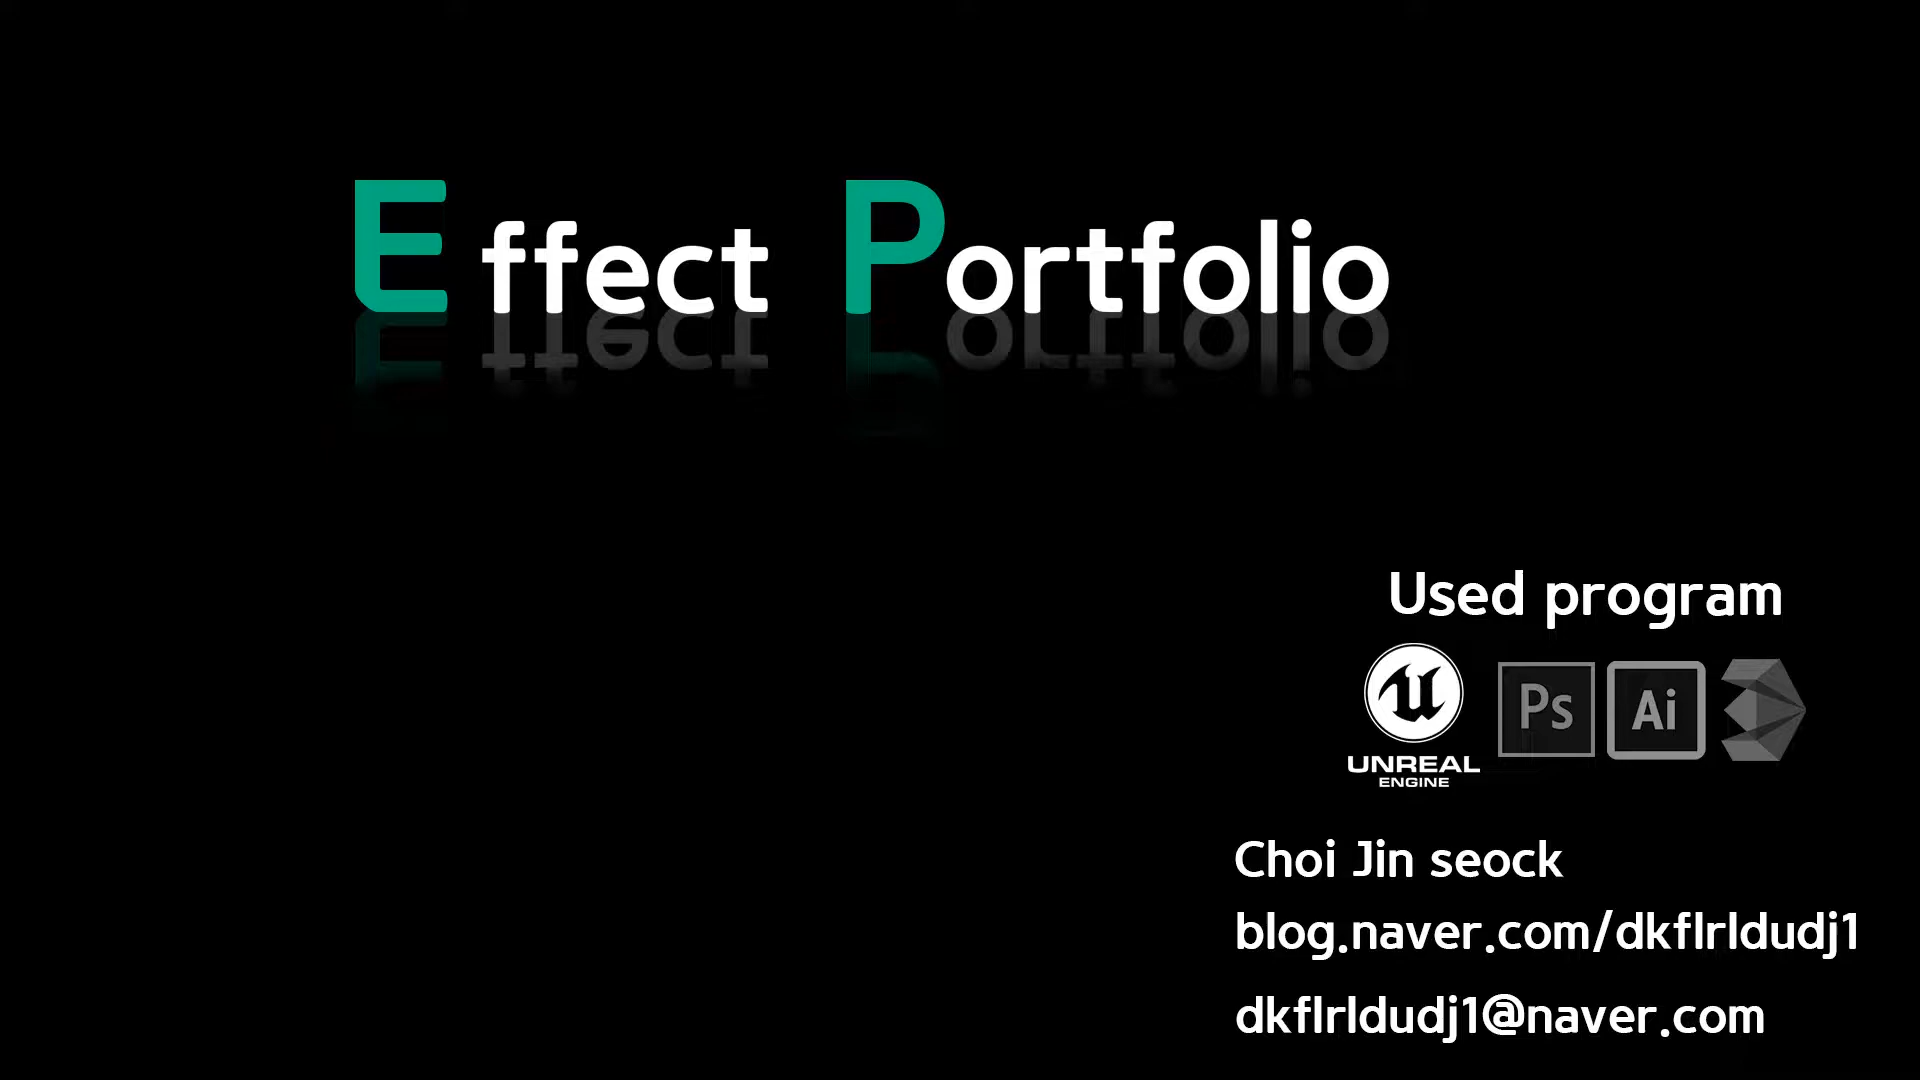 Effect Portfolio
Used program
UNREAL
ENGINE
Ps
Ai
Choi Jin seock
blog.naver.com/dkflrldudj1
dkflrldudj1@naver.com